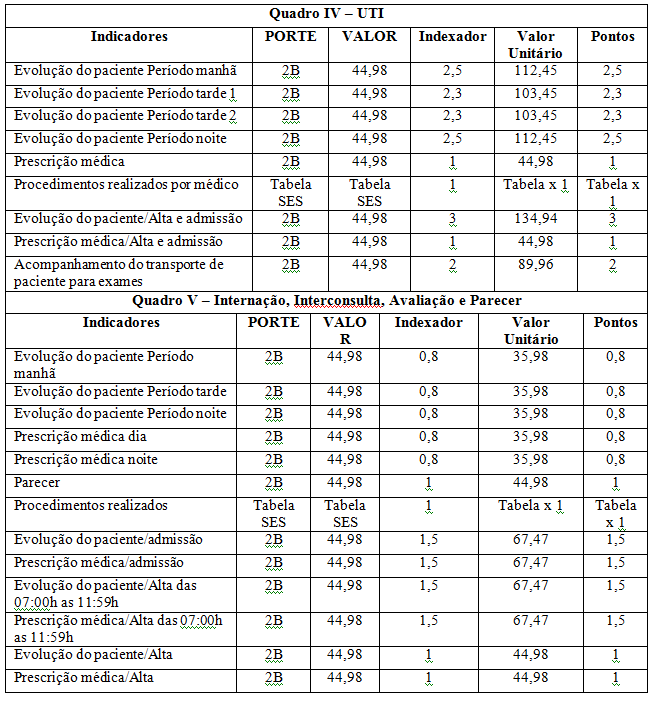 Quadro IV – UTI
Indicadores PORTE VALOR Indexador Valor Unitário Pontos
Evolução do paciente Período manhã 2B 44,98 2,5 112,45 2,5
Evolução do paciente Período tarde 1 2B 44,98 2,3 103,45 2,3
Evolução do paciente Período tarde 2 2B 44,98 2,3 103,45 2,3
Evolução do paciente Período noite 2B 44,98 2,5 112,45 2,5
Prescrição médica 2B 44,98 1 44,98 1
Procedimentos realizados por médico Tabela SES Tabela SES 1 Tabela x 1 Tabela x 1
Evolução do paciente/Alta e admissão 2B 44,98 3 134,94 3
Prescrição médica/Alta e admissão 2B 44,98 1 44,98 1
Acompanhamento do transporte de paciente para exames 2B 44,98 2 89,96 2
Quadro V – Internação, Interconsulta, Avaliação e Parecer
Indicadores PORTE VALOR Indexador Valor Unitário Pontos
Evolução do paciente Período manhã 2B 44,98 0,8 35,98 0,8
Evolução do paciente Período tarde 2B 44,98 0,8 35,98 0,8
Evolução do paciente Período noite 2B 44,98 0,8 35,98 0,8
Prescrição médica dia 2B 44,98 0,8 35,98 0,8
Prescrição médica noite 2B 44,98 0,8 35,98 0,8
Parecer 2B 44,98 1 44,98 1
Procedimentos realizados Tabela SES Tabela SES 1 Tabela x 1 Tabela x 1
Evolução do paciente/admissão 2B 44,98 1,5 67,47 1,5
Prescrição médica/admissão 2B 44,98 1,5 67,47 1,5
Evolução do paciente/Alta das 07:00h as 11:59h 2B 44,98 1,5 67,47 1,5
Prescrição médica/Alta das 07:00h as 11:59h 2B 44,98 1,5 67,47 1,5
Evolução do paciente/Alta 2B 44,98 1 44,98 1
Prescrição médica/Alta 2B 44,98 1 44,98 1